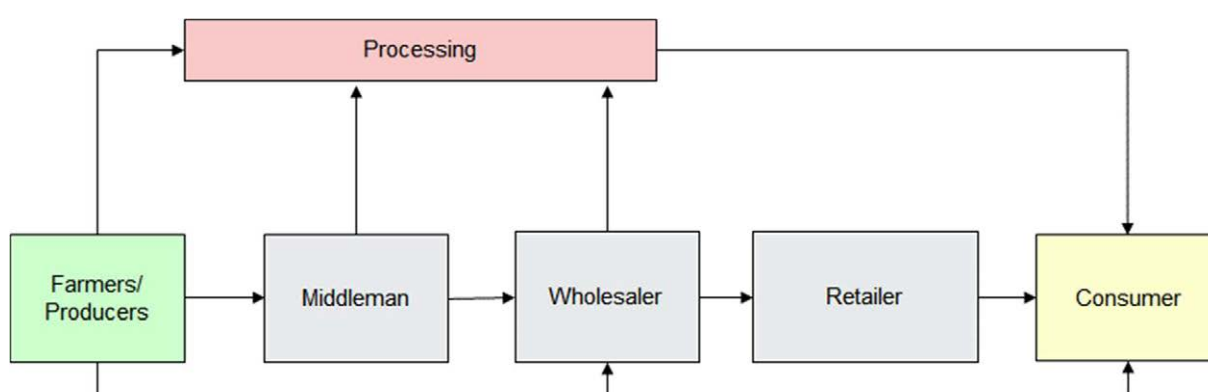 Processing
Farmers/
Producers
Middleman
Wholesaler
Retailer
Consumer